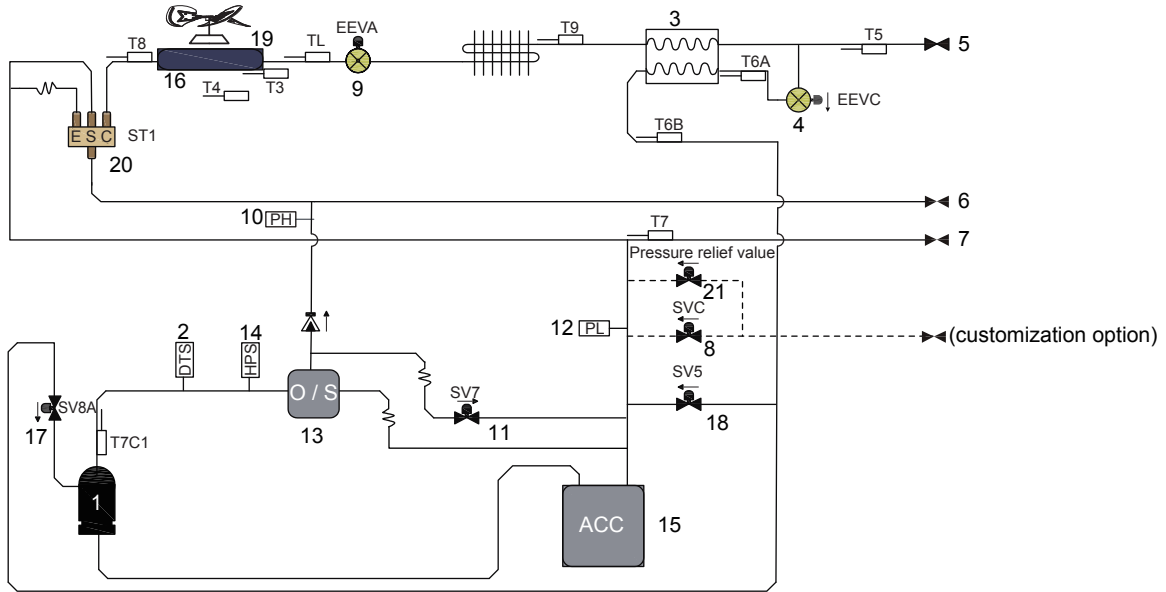 EEVA
T8
19
TL
T9
3
T5
5
16
T3
T4
9
T6A
EEVC
4
E S C
ST1
20
T6B
6
10
PH
T7
7
Pressure relief value
21
SVC
12
PL
8
(customization option)
2
14
DTS
HPS
SV5
O / S
SV7
SV8A
17
13
11
18
T7C1
1
ACC
15